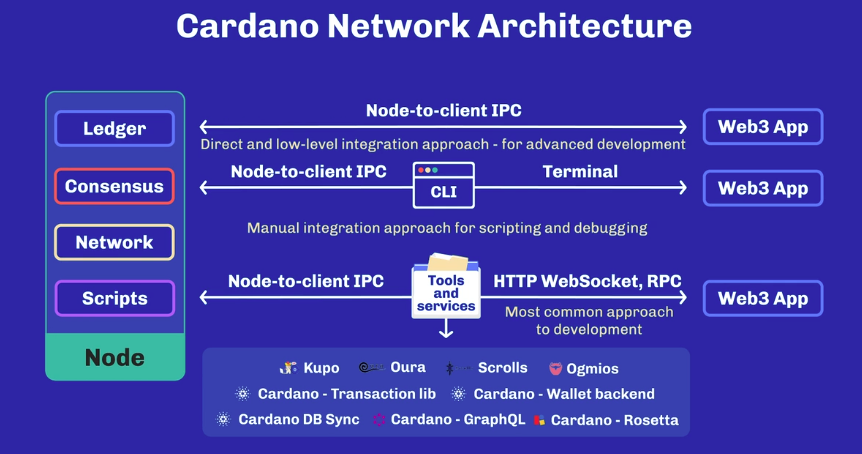 Cardano Network Architecture
Ledger
Consensus
Network
Scripts
Node
Node-to-client IPC
Direct and low-level integration approach - for advanced development
Web3 App
Node-to-client IPC
CLI
Terminal
Web3 App
Manual integration approach for scripting and debugging
Node-to-client IPC
Tools
and
services
HTTP WebSocket, RPC
Most common approach
to development
Web3 App
Kupo Oura Scrolls Ogmios
Cardano - Transaction lib Cardano - Wallet backend
Cardano DB Sync Cardano - GraphQL Cardano - Rosetta